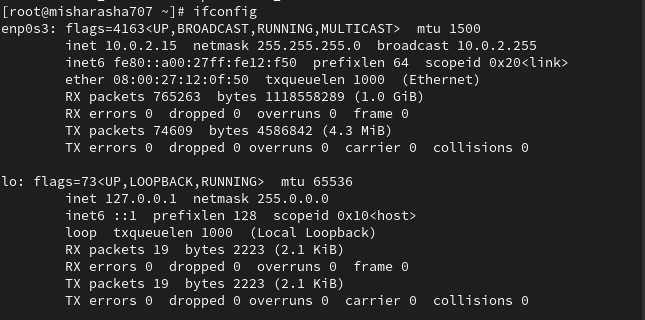 [root@misharasha707 ~]# ifconfig
enp0s3: flags=4163<UP,BROADCAST,RUNNING,MULTICAST>  mtu 1500
        inet 10.0.2.15  netmask 255.255.255.0  broadcast 10.0.2.255
        inet6 fe80::a00:27ff:fe12:f50  prefixlen 64  scopeid 0x20<link>
        ether 08:00:27:12:0f:50  txqueuelen 1000  (Ethernet)
        RX packets 765263  bytes 1118558289 (1.0 GiB)
        RX errors 0  dropped 0  overruns 0  frame 0
        TX packets 74609  bytes 4586842 (4.3 MiB)
        TX errors 0  dropped 0 overruns 0  carrier 0  collisions 0

lo: flags=73<UP,LOOPBACK,RUNNING>  mtu 65536
        inet 127.0.0.1  netmask 255.0.0.0
        inet6 ::1  prefixlen 128  scopeid 0x10<host>
        loop  txqueuelen 1000  (Local Loopback)
        RX packets 19  bytes 2223 (2.1 KiB)
        RX errors 0  dropped 0  overruns 0  frame 0
        TX packets 19  bytes 2223 (2.1 KiB)
        TX errors 0  dropped 0 overruns 0  carrier 0  collisions 0